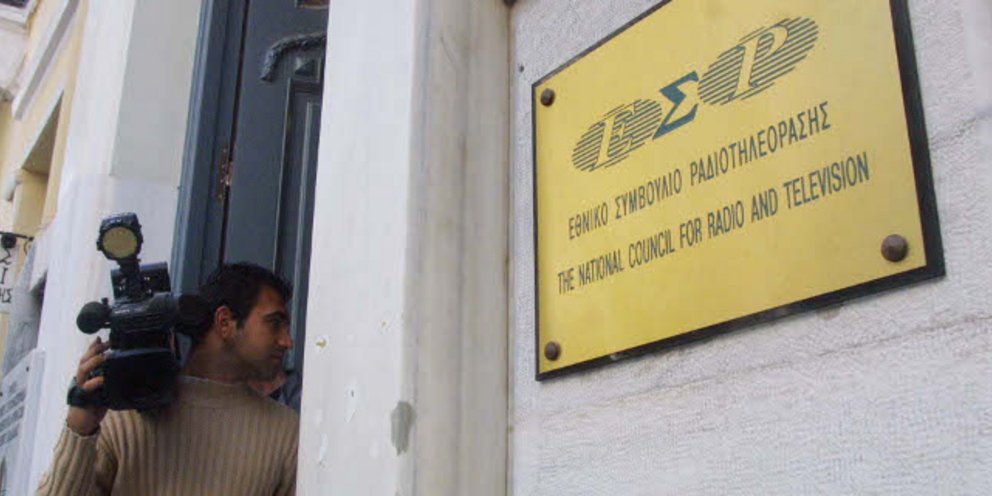 ΕΣΡ
ΕΘΝΙΚΟ ΣΥΜΒΟΥΛΙΟ ΡΑΔΙΟΤΗΛΕΟΡΑΣΗΣ
THE NATIONAL COUNCIL FOR RADIO AND TELEVISION